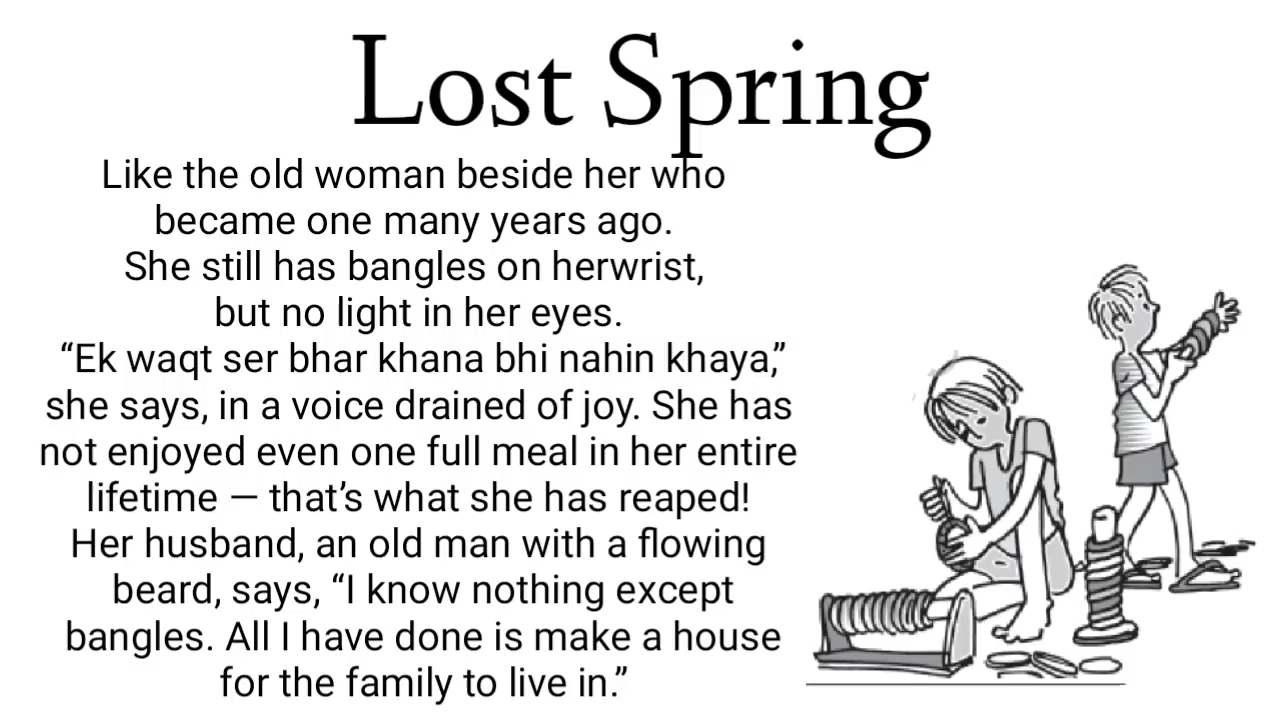 Lost Spring
Like the old woman beside her who
became one many years ago.
She still has bangles on herwrist,
but no light in her eyes.
“Ek waqt ser bhar khana bhi nahin khaya,”
she says, in a voice drained of joy. She has
not enjoyed even one full meal in her entire
lifetime — that’s what she has reaped!
Her husband, an old man with a flowing
beard, says, “I know nothing except
bangles. All I have done is make a house
for the family to live in.”